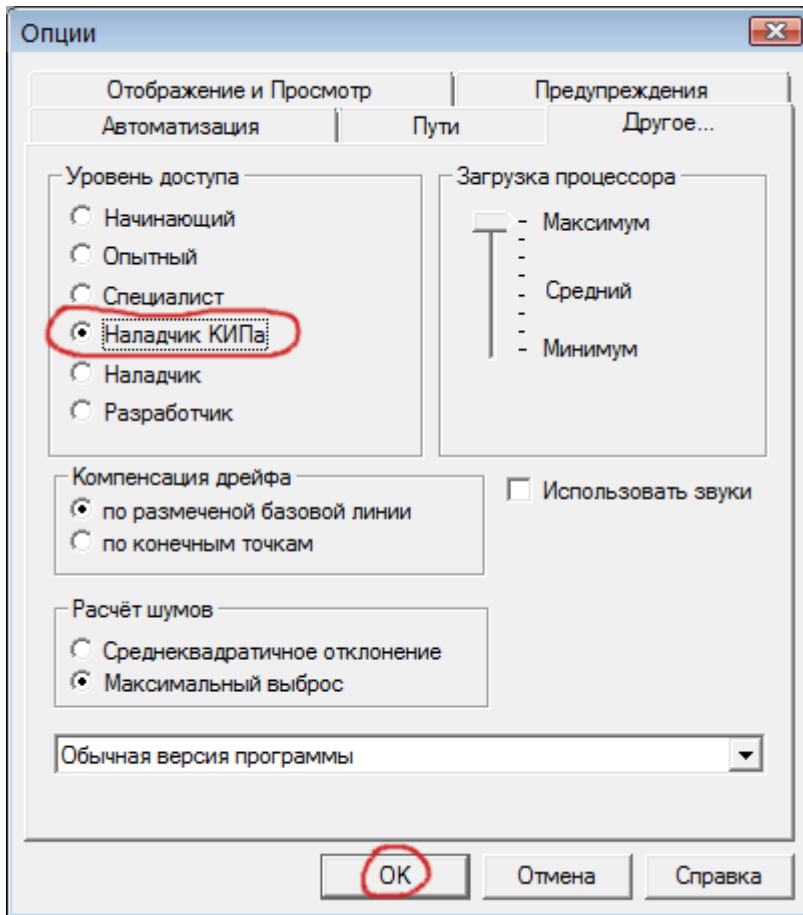 Опции
Отображение и Просмотр
Предупреждения
Автоматизация
Пути
Другое...
Уровень доступа
Начинающий
Опытный
Специалист
Наладчик КИПа
Наладчик
Разработчик
Загрузка процессора
Максимум
Средний
Минимум
Компенсация дрейфа
по размеченой базовой линии
по конечным точкам
Использовать звуки
Расчёт шумов
Среднеквадратичное отклонение
Максимальный выброс
Обычная версия программы
OK
Отмена
Справка